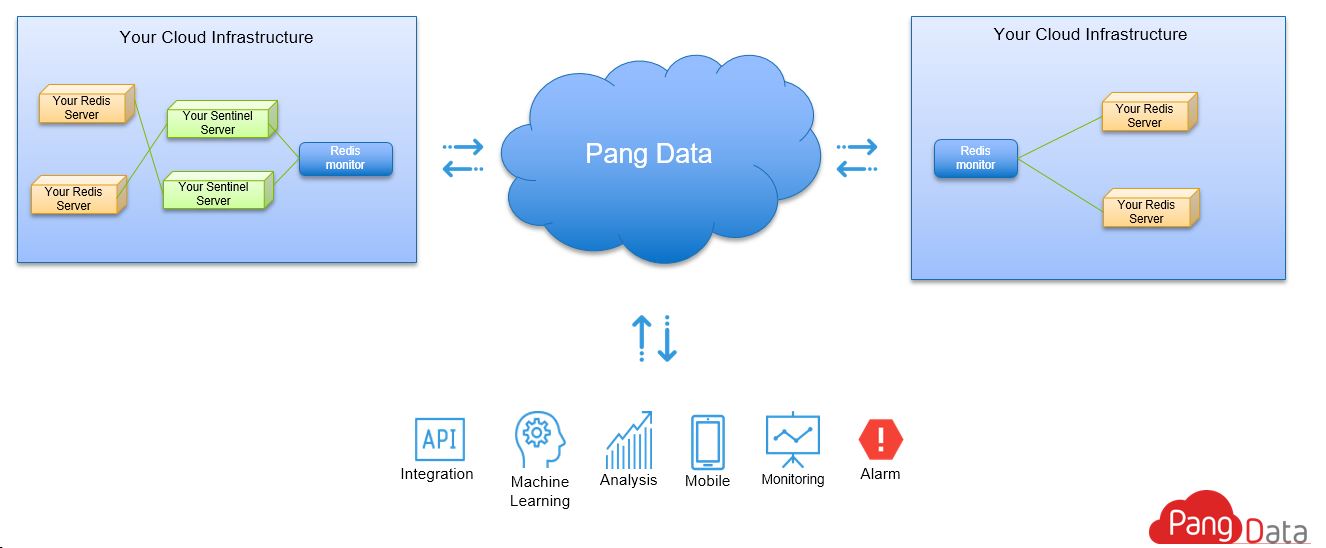 Your Cloud Infrastructure
Your Redis
Server
Your Sentinel
Server
Redis
monitor
Your Redis
Server
Your Sentinel
Server
Pang Data
Your Cloud Infrastructure
Your Redis
Server
Redis
monitor
Your Redis
Server
API
Integration
Machine
Learning
Analysis
Mobile
Monitoring
!
Alarm
Pang
Data